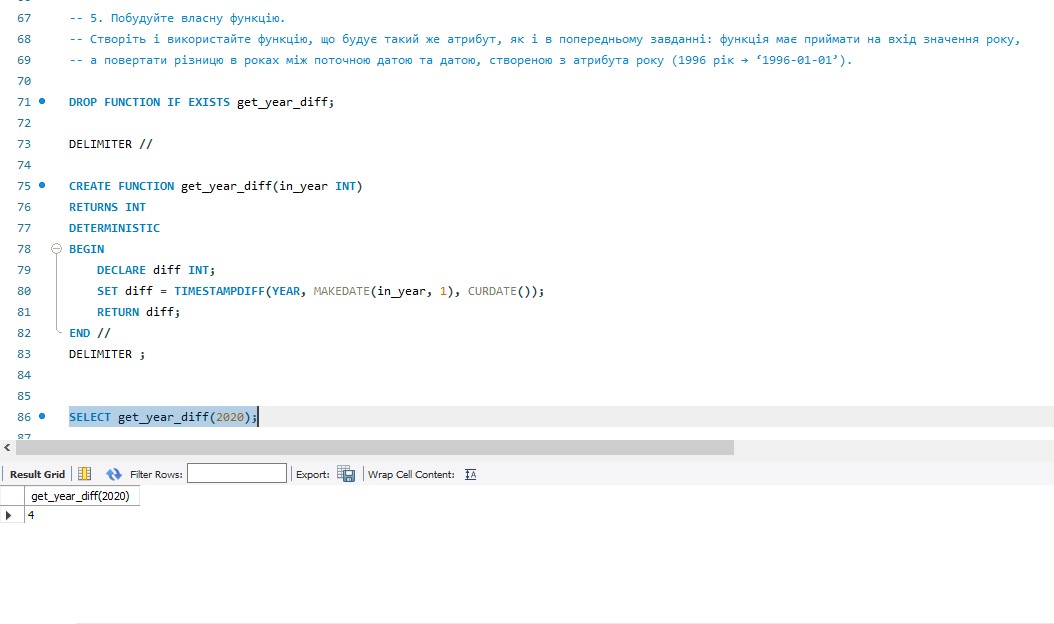 67 -- 5. Побудуйте власну функцію.
68 -- Створіть і використайте функцію, що будує такий же атрибут, як і в попередньому завданні: функція має приймати на вхід значення року,
69 -- а повертати різницю в роках між поточною датою та датою, створеною з атрибута року (1996 рік → ‘1996-01-01’).
70
71 DROP FUNCTION IF EXISTS get_year_diff;
72
73 DELIMITER //
74
75 CREATE FUNCTION get_year_diff(in_year INT)
76 RETURNS INT
77 DETERMINISTIC
78 BEGIN
79 DECLARE diff INT;
80 SET diff = TIMESTAMPDIFF(YEAR, MAKEDATE(in_year, 1), CURDATE());
81 RETURN diff;
82 END //
83 DELIMITER ;
84
85
86 SELECT get_year_diff(2020);
87
Result Grid Filter Rows: Export: Wrap Cell Content:
get_year_diff(2020)
4